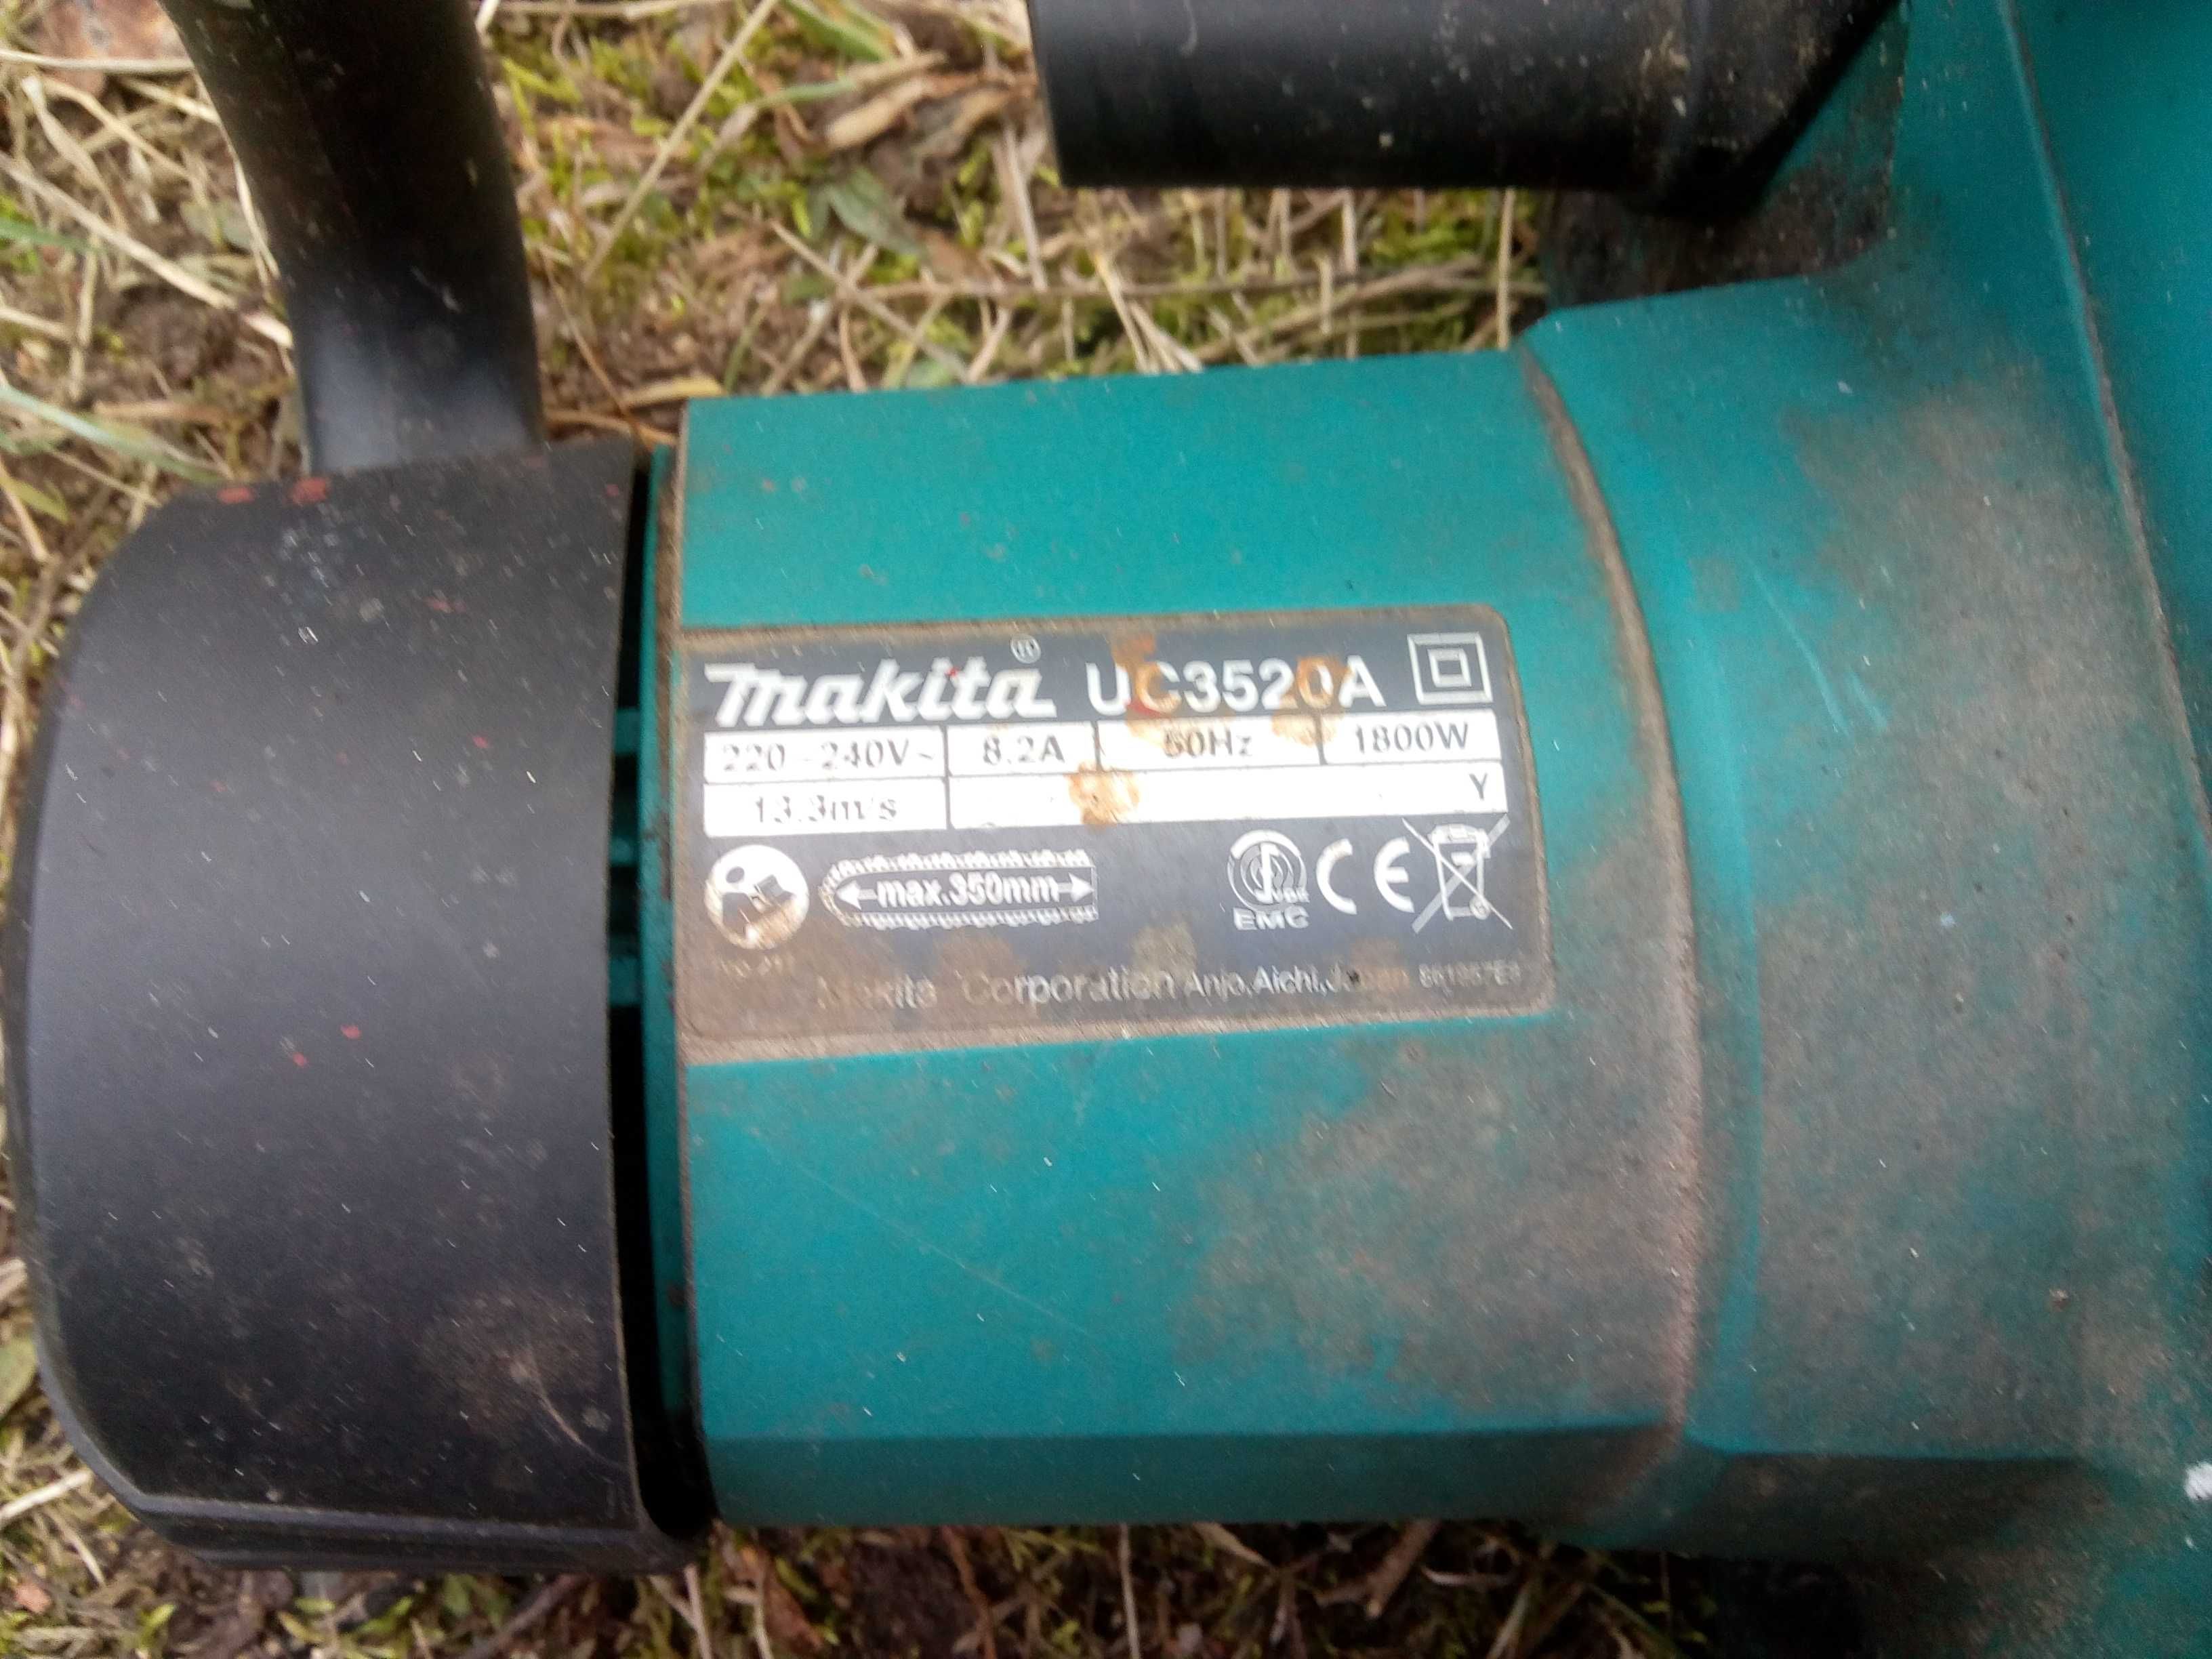 makita® UC3520A
220 - 240V~ 8.2A 50Hz 1800W
13.3m/s Y
max.350mm
EMC CE
Makita Corporation Anjo,Aichi,Japan